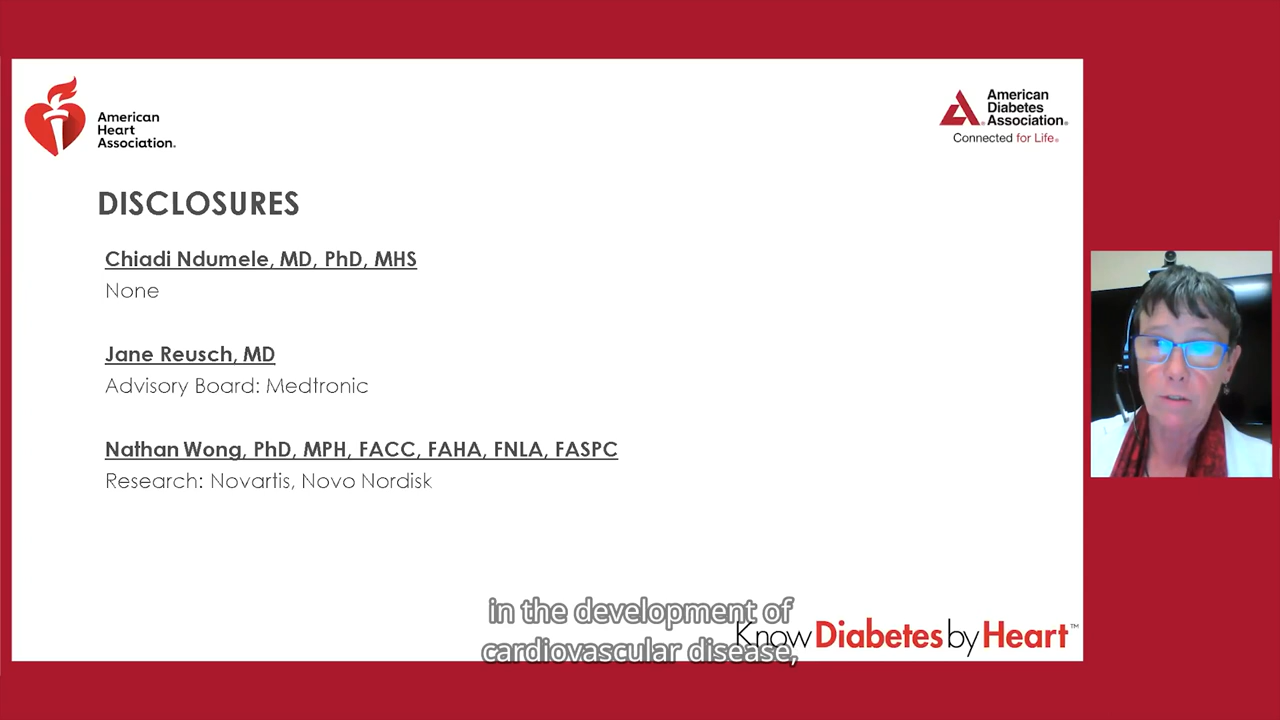 American
Heart
Association.
American
Diabetes
Association®
Connected for Life®
DISCLOSURES
Chiadi Ndumele, MD, PhD, MHS
None
Jane Reusch, MD
Advisory Board: Medtronic
Nathan Wong, PhD, MPH, FACC, FAHA, FNLA, FASPC
Research: Novartis, Novo Nordisk
in the development of
cardiovascular disease,
Know Diabetes by Heart™